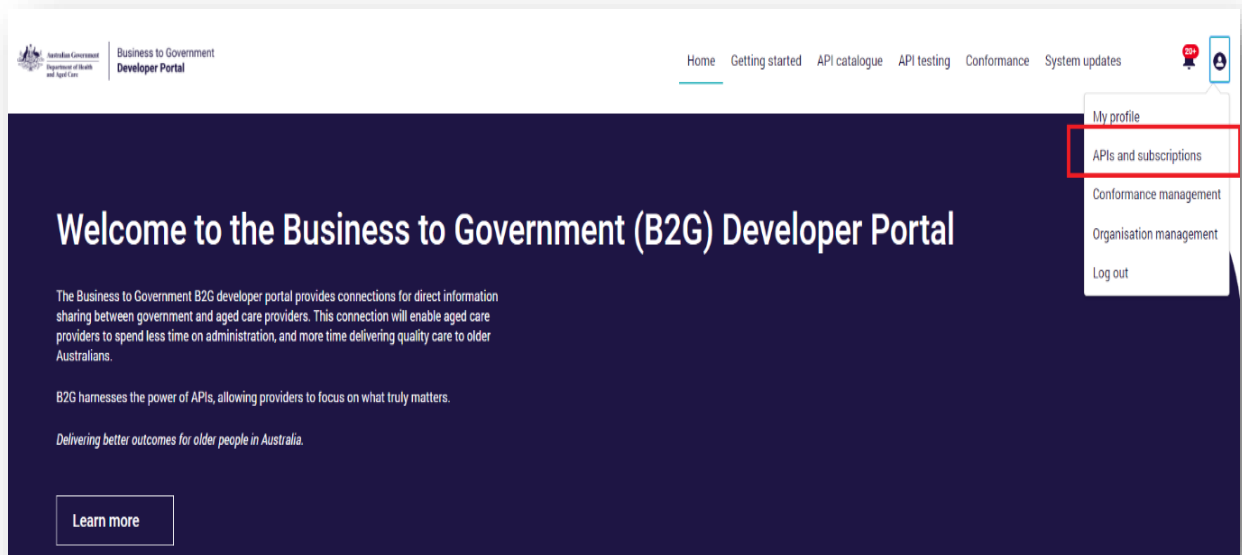 Australian Government
Department of Health
and Aged Care
Business to Government
Developer Portal
Home Getting started API catalogue API testing Conformance System updates 20+
My profile
APIs and subscriptions
Conformance management
Organisation management
Log out
Welcome to the Business to Government (B2G) Developer Portal
The Business to Government B2G developer portal provides connections for direct information
sharing between government and aged care providers. This connection will enable aged care
providers to spend less time on administration, and more time delivering quality care to older
Australians.
B2G harnesses the power of APIs, allowing providers to focus on what truly matters.
Delivering better outcomes for older people in Australia.
Learn more